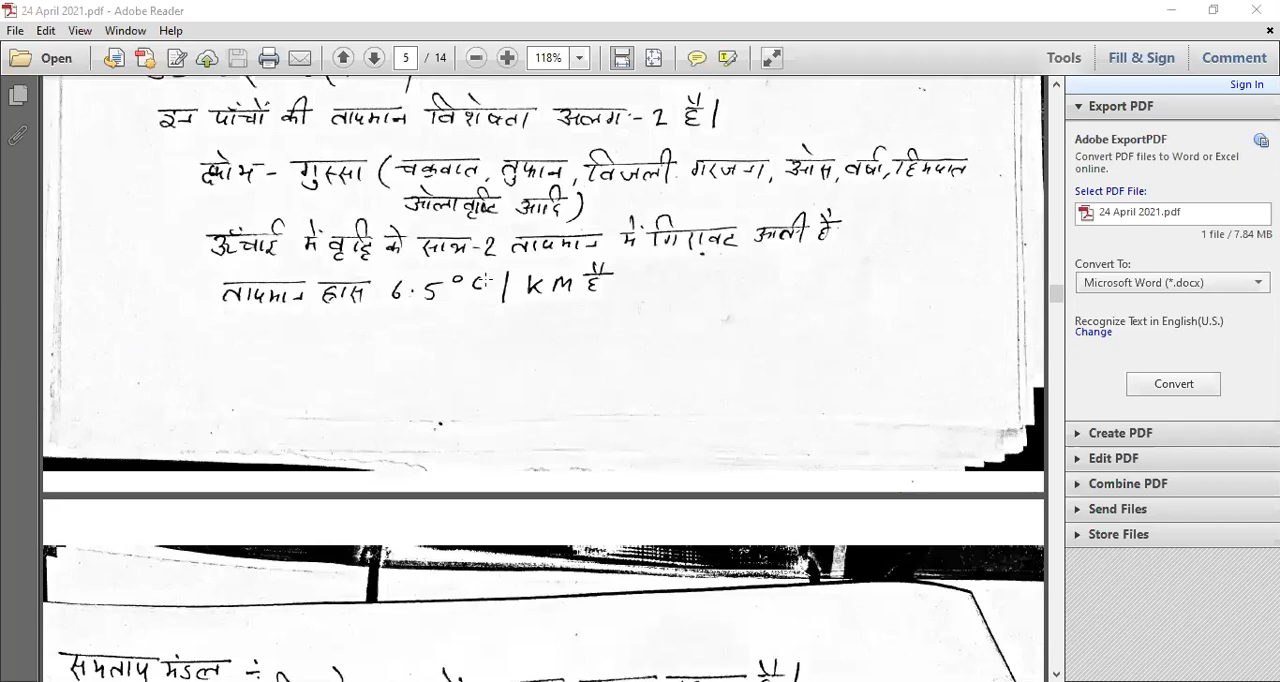 24 April 2021.pdf - Adobe Reader
File Edit View Window Help
Open 5 / 14 118% Tools Fill & Sign Comment
Sign In
इन पाँचों की तापमान विशेषता अलग-2 है।
क्षोभ - गुस्सा (चक्रवात, तुफान, बिजली गरजना, ओस, वर्षा, हिमपात
ओलावृष्टि आदि)
ऊँचाई में वृद्धि के साथ-2 तापमान में गिरावट आती है
तापमान ह्रास 6.5°C / KM है
समताप मंडल ÷
Export PDF
Adobe ExportPDF
Convert PDF files to Word or Excel
online.
Select PDF File:
24 April 2021.pdf
1 file / 7.84 MB
Convert To:
Microsoft Word (*.docx)
Recognize Text in English(U.S.)
Change
Convert
Create PDF
Edit PDF
Combine PDF
Send Files
Store Files